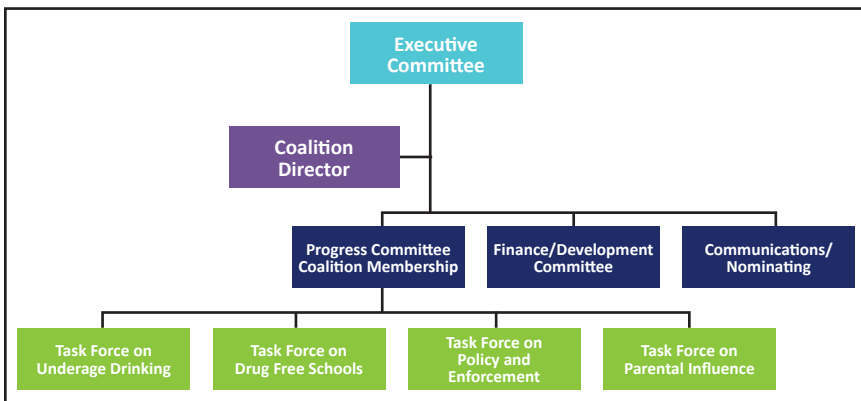 Executive
Committee
Coalition
Director
Progress Committee
Coalition Membership
Finance/Development
Committee
Communications/
Nominating
Task Force on
Underage Drinking
Task Force on
Drug Free Schools
Task Force on
Policy and
Enforcement
Task Force on
Parental Influence